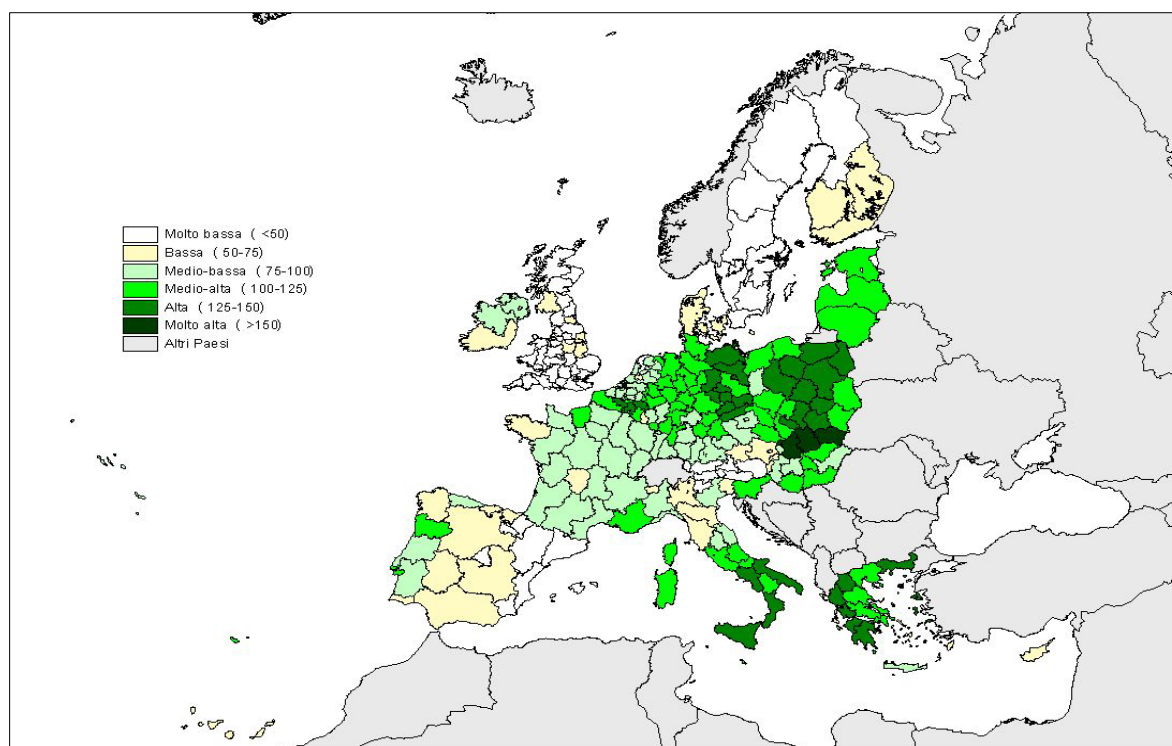 Molto bassa ( <50)
Bassa ( 50-75)
Medio-bassa ( 75-100)
Medio-alta ( 100-125)
Alta ( 125-150)
Molto alta ( >150)
Altri Paesi